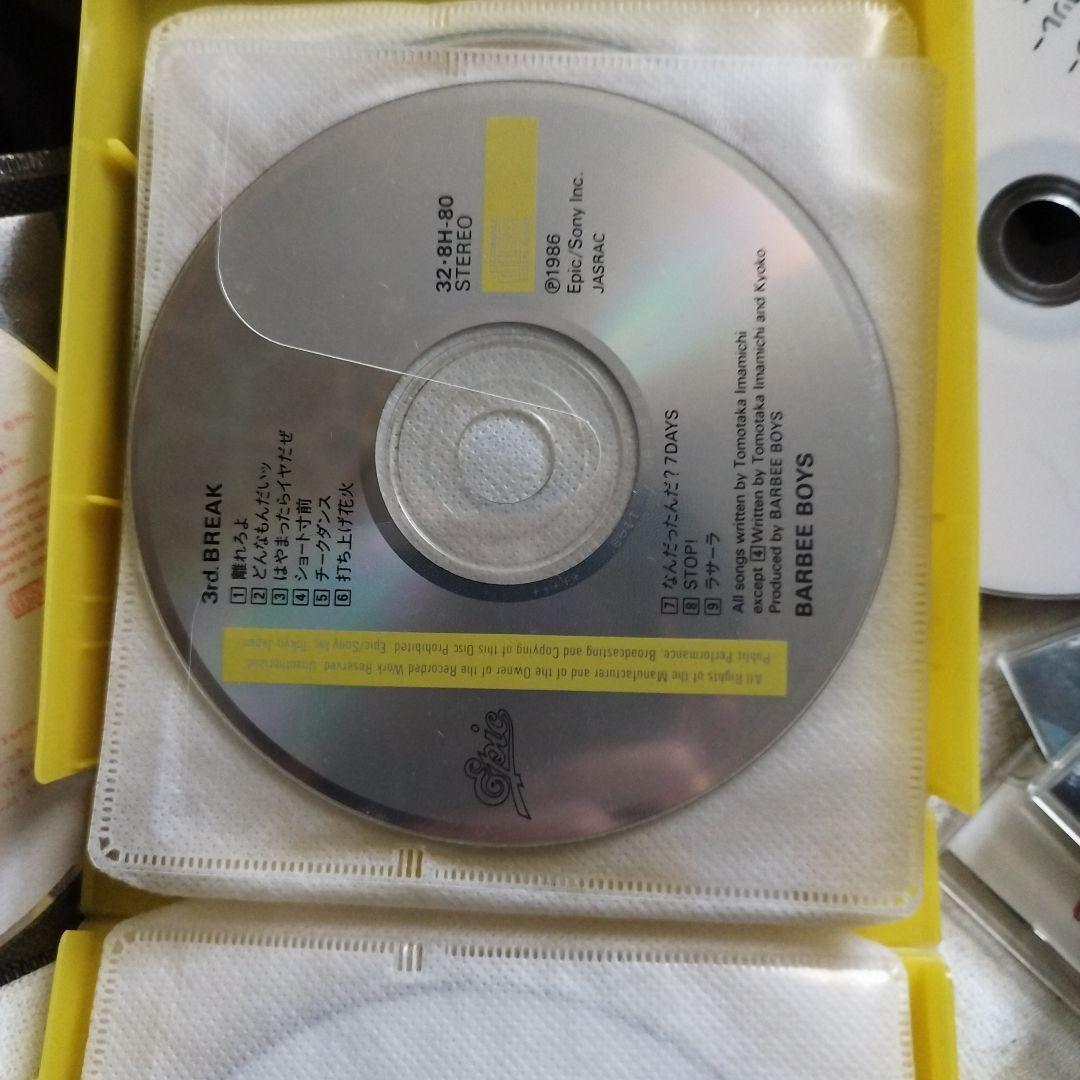 3rd. BREAK
1 離れろよ
2 どんなもんだいッ
3 はやまったらイヤだぜ
4 ショート寸前
5 チークダンス
6 打ち上げ花火
32・8H-80
STEREO
Ⓟ1986
Epic/Sony Inc.
JASRAC
7 なんだったんだ？7DAYS
8 STOP!
9 ラサーラ
All songs written by Tomotaka Imamichi
except 4 Written by Tomotaka Imamichi and Kyoko
Produced by BARBEE BOYS
BARBEE BOYS
All Rights of the Manufacturer and of the Owner of the Recorded Work Reserved. Unauthorized
Public Performance, Broadcasting and Copying of this Disc Prohibited. Epic/Sony Inc. Tokyo Japan
Epic